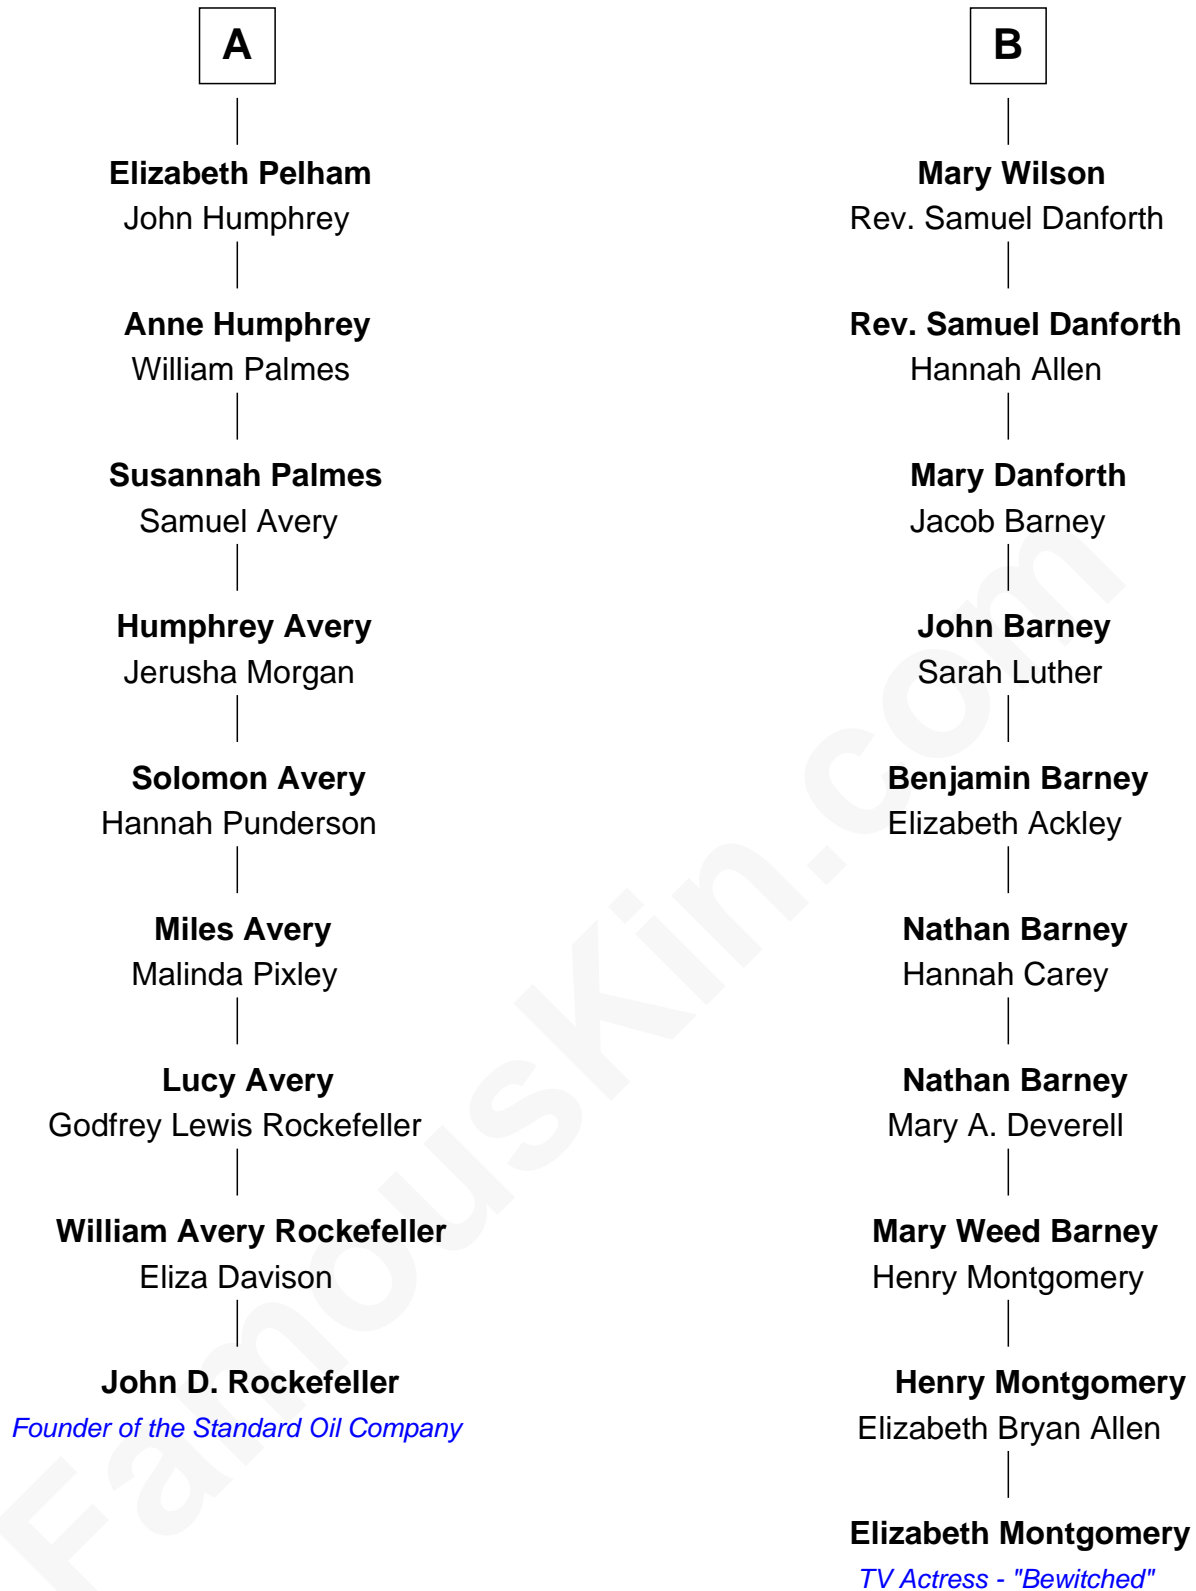 A
Elizabeth Pelham
John Humphrey
Anne Humphrey
William Palmes
Susannah Palmes
Samuel Avery
Humphrey Avery
Jerusha Morgan
Solomon Avery
Hannah Punderson
Miles Avery
Malinda Pixley
Lucy Avery
Godfrey Lewis Rockefeller
William Avery Rockefeller
Eliza Davison
John D. Rockefeller
Founder of the Standard Oil Company
B
Mary Wilson
Rev. Samuel Danforth
Rev. Samuel Danforth
Hannah Allen
Mary Danforth
Jacob Barney
John Barney
Sarah Luther
Benjamin Barney
Elizabeth Ackley
Nathan Barney
Hannah Carey
Nathan Barney
Mary A. Deverell
Mary Weed Barney
Henry Montgomery
Henry Montgomery
Elizabeth Bryan Allen
Elizabeth Montgomery
TV Actress - "Bewitched"
FamousKin.com